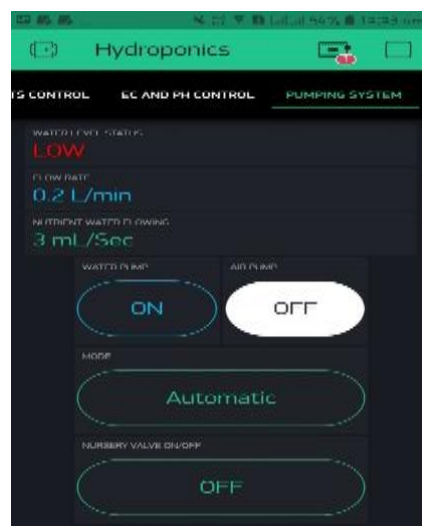 Hydroponics
TS CONTROL EC AND PH CONTROL PUMPING SYSTEM
WATER LEVEL STATUS
LOW
FLOW RATE
0.2 L/min
NUTRIENT WATER FLOWING
3 mL/Sec
WATER PUMP AIR PUMP
ON OFF
MODE
Automatic
NURSERY VALVE ON/OFF
OFF